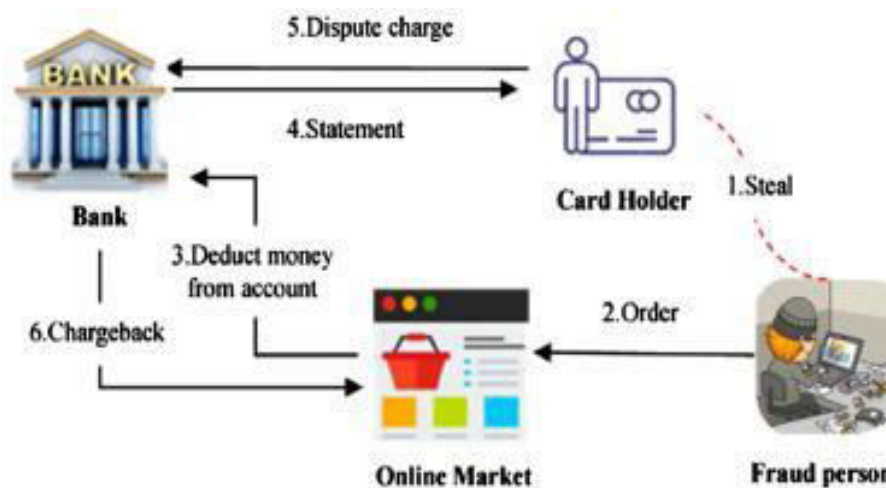 5.Dispute charge
BANK
4.Statement
1.Steal
Card Holder
Bank
3.Deduct money
from account
2.Order
6.Chargeback
Online Market
Fraud person